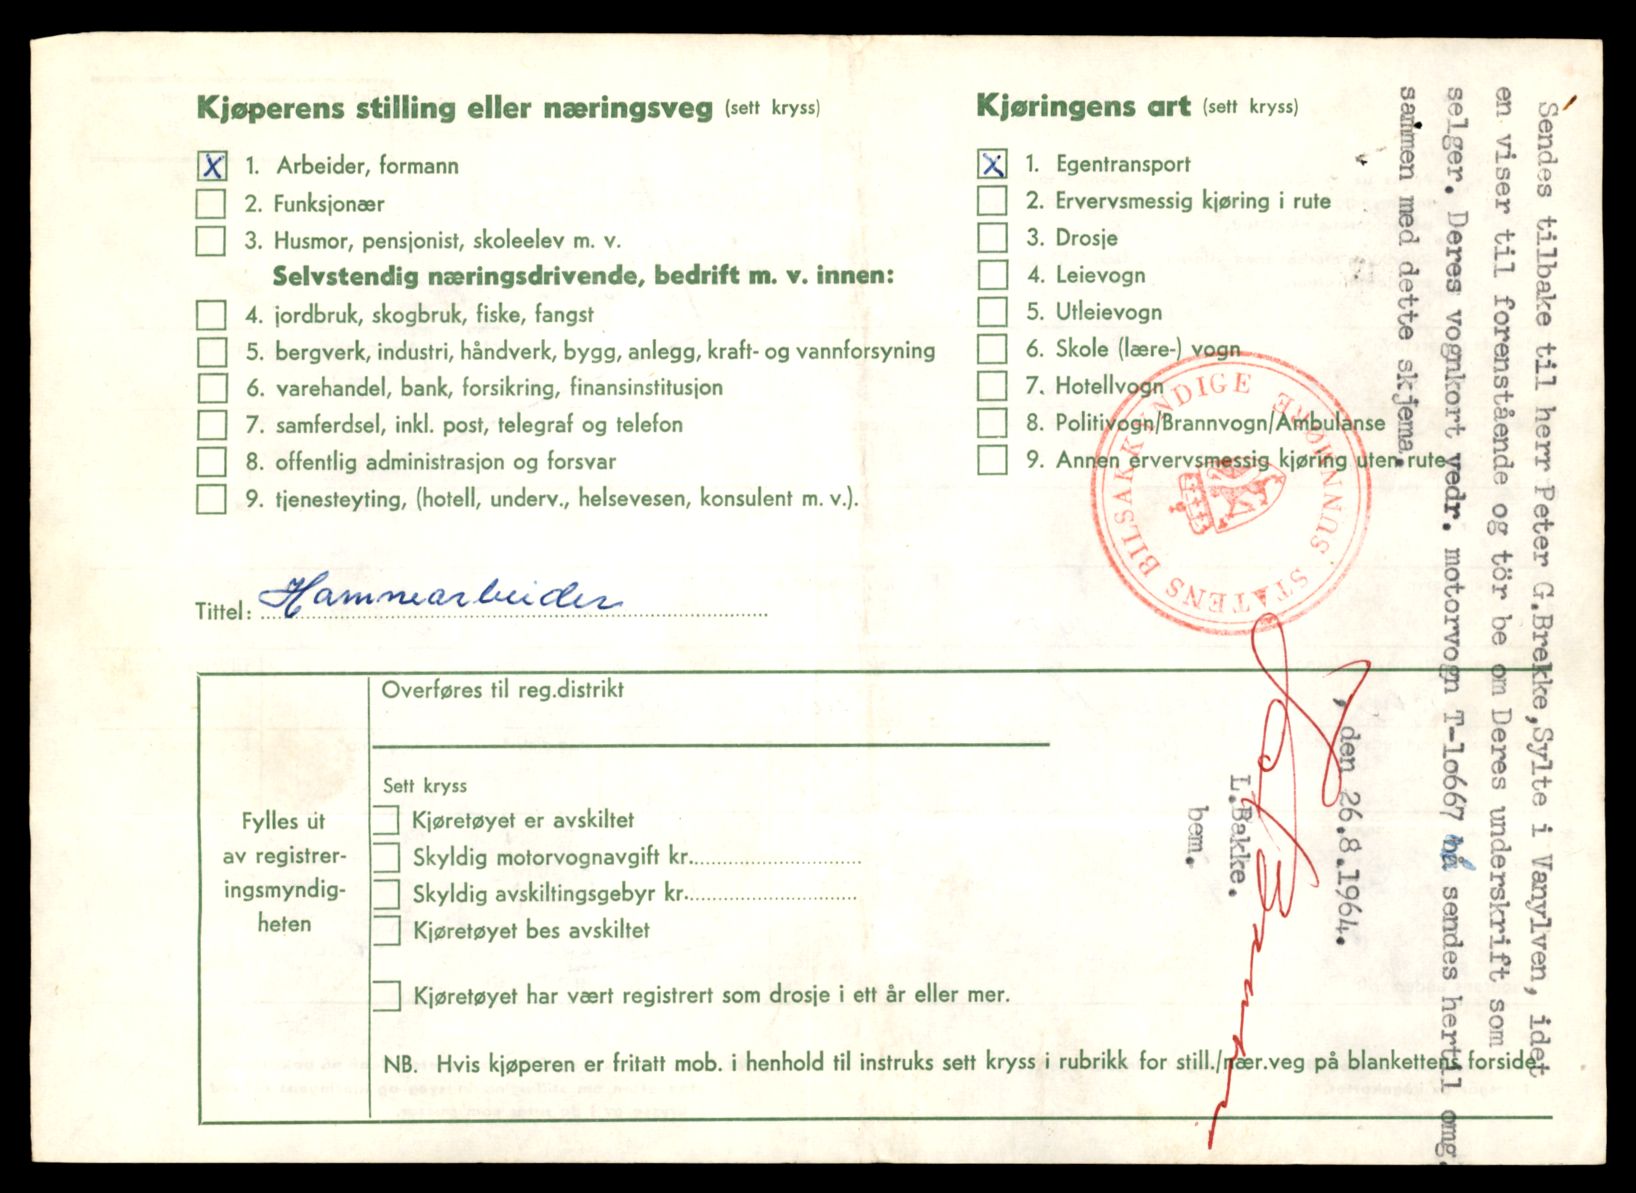 Kjøperens stilling eller næringsveg (sett kryss)
X 1. Arbeider, formann
2. Funksjonær
3. Husmor, pensjonist, skoleelev m. v.
Selvstendig næringsdrivende, bedrift m. v. innen:
4. jordbruk, skogbruk, fiske, fangst
5. bergverk, industri, håndverk, bygg, anlegg, kraft- og vannforsyning
6. varehandel, bank, forsikring, finansinstitusjon
7. samferdsel, inkl. post, telegraf og telefon
8. offentlig administrasjon og forsvar
9. tjenesteyting, (hotell, underv., helsevesen, konsulent m. v.).
Tittel: Hamnearbeider
Kjøringens art (sett kryss)
X 1. Egentransport
2. Ervervsmessig kjøring i rute
3. Drosje
4. Leievogn
5. Utleievogn
6. Skole (lære-) vogn
7. Hotellvogn
8. Politivogn/Brannvogn/Ambulanse
9. Annen ervervsmessig kjøring uten rute
STATENS BILSAKKYNDIGE SUNNMØRE
Fylles ut
av registrer-
ingsmyndig-
heten
Overføres til reg.distrikt
Sett kryss
Kjøretøyet er avskiltet
Skyldig motorvognavgift kr.
Skyldig avskiltingsgebyr kr.
Kjøretøyet bes avskiltet
Kjøretøyet har vært registrert som drosje i ett år eller mer.
NB. Hvis kjøperen er fritatt mob. i henhold til instruks sett kryss i rubrikk for still./nær.veg på blankettens forside
Sendes tilbake til herr Peter G.Brekke,Sylte i Vanylven, idet
en viser til forenstående og tör be om Deres underskrift som
selger. Deres vognkort vedr. motorvogn T-10667 bå sendes hertil omg.
sammen med dette skjema.
, den 26.8.1964.
L.Bakke.
bem.